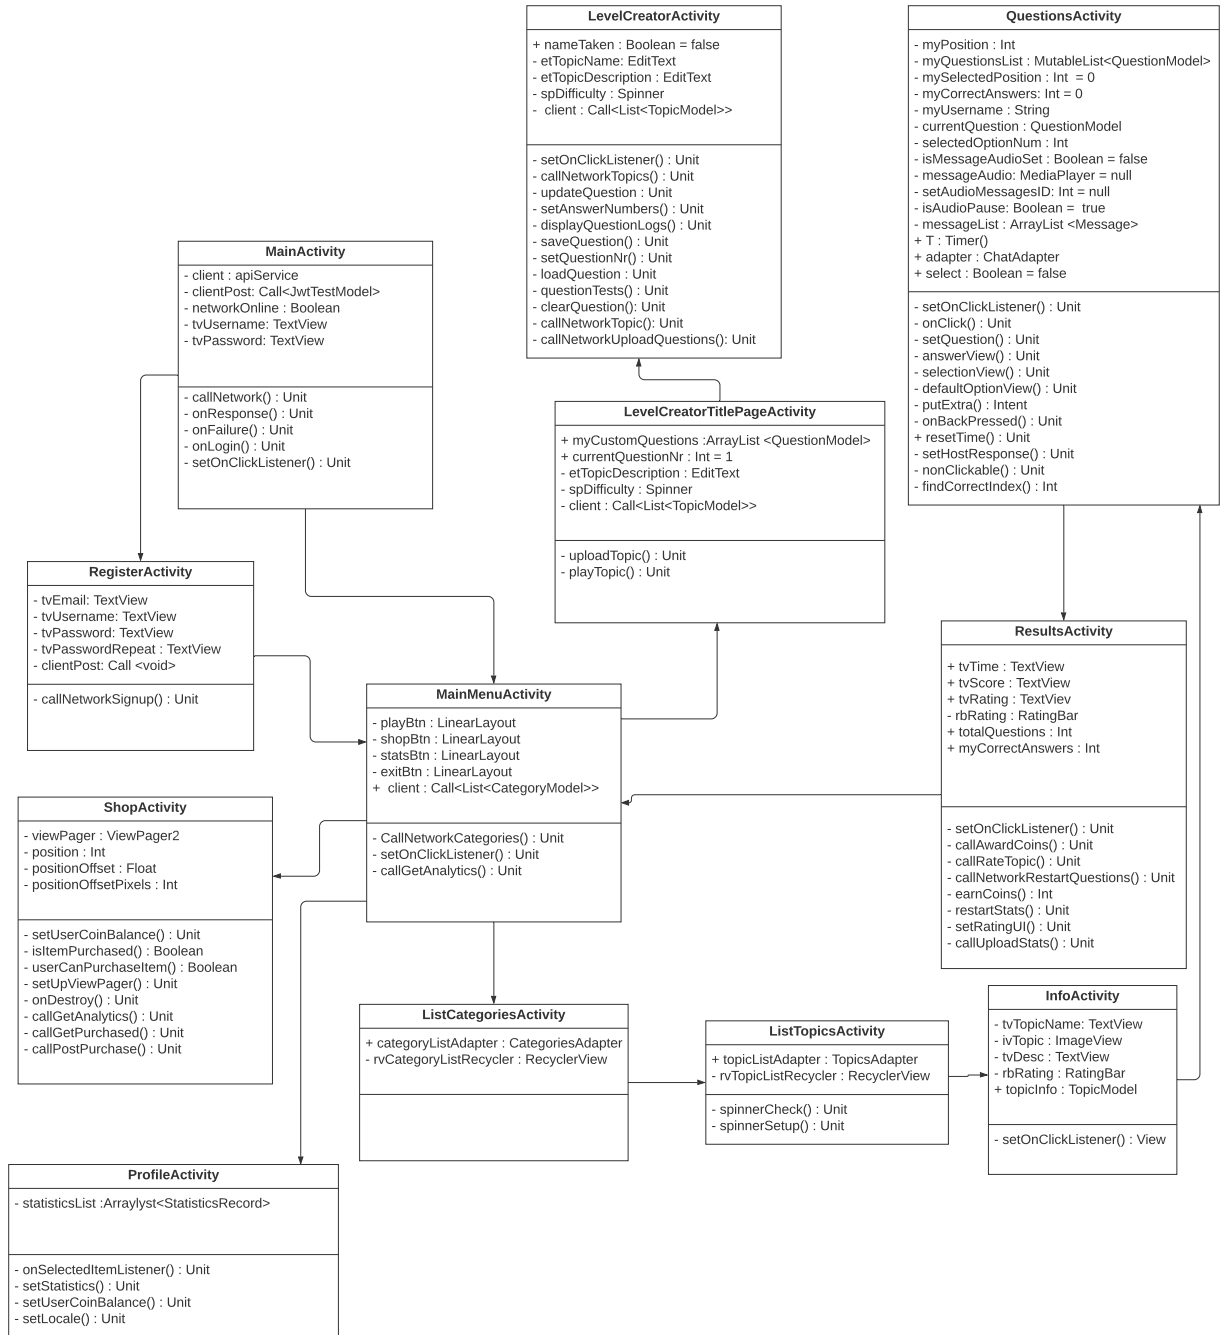 LevelCreatorActivity
+ nameTaken : Boolean = false
- etTopicName: EditText
- etTopicDescription : EditText
- spDifficulty : Spinner
-  client : Call<List<TopicModel>>
- setOnClickListener() : Unit
- callNetworkTopics() : Unit
- updateQuestion : Unit
- setAnswerNumbers() : Unit
- displayQuestionLogs() : Unit
- saveQuestion() : Unit
- setQuestionNr() : Unit
- loadQuestion : Unit
- questionTests() : Unit
- clearQuestion(): Unit
- callNetworkTopic(): Unit
- callNetworkUploadQuestions(): Unit
QuestionsActivity
- myPosition : Int
- myQuestionsList : MutableList<QuestionModel>
- mySelectedPosition : Int  = 0
- myCorrectAnswers: Int = 0
- myUsername : String
- currentQuestion : QuestionModel
- selectedOptionNum : Int
- isMessageAudioSet : Boolean = false
- messageAudio: MediaPlayer = null
- setAudioMessagesID: Int = null
- isAudioPause: Boolean =  true
- messageList : ArrayList <Message>
+ T : Timer()
+ adapter : ChatAdapter
+ select : Boolean = false
- setOnClickListener() : Unit
- onClick() : Unit
- setQuestion() : Unit
- answerView() : Unit
- selectionView() : Unit
- defaultOptionView() : Unit
- putExtra() : Intent
- onBackPressed() : Unit
+ resetTime() : Unit
- setHostResponse() : Unit
- nonClickable() : Unit
- findCorrectIndex() : Int
MainActivity
- client : apiService
- clientPost: Call<JwtTestModel>
- networkOnline : Boolean
- tvUsername: TextView
- tvPassword: TextView
- callNetwork() : Unit
- onResponse() : Unit
- onFailure() : Unit
- onLogin() : Unit
- setOnClickListener() : Unit
LevelCreatorTitlePageActivity
+ myCustomQuestions :ArrayList <QuestionModel>
+ currentQuestionNr : Int = 1
- etTopicDescription : EditText
- spDifficulty : Spinner
- client : Call<List<TopicModel>>
- uploadTopic() : Unit
- playTopic() : Unit
RegisterActivity
- tvEmail: TextView
- tvUsername: TextView
- tvPassword: TextView
- tvPasswordRepeat : TextView
- clientPost: Call <void>
- callNetworkSignup() : Unit
ResultsActivity
+ tvTime : TextView
+ tvScore : TextView
+ tvRating : TextViev
- rbRating : RatingBar
+ totalQuestions : Int
+ myCorrectAnswers : Int
- setOnClickListener() : Unit
- callAwardCoins() : Unit
- callRateTopic() : Unit
- callNetworkRestartQuestions() : Unit
- earnCoins() : Int
- restartStats() : Unit
- setRatingUI() : Unit
- callUploadStats() : Unit
MainMenuActivity
- playBtn : LinearLayout
- shopBtn : LinearLayout
- statsBtn : LinearLayout
- exitBtn : LinearLayout
+  client : Call<List<CategoryModel>>
- CallNetworkCategories() : Unit
- setOnClickListener() : Unit
- callGetAnalytics() : Unit
ShopActivity
- viewPager : ViewPager2
- position : Int
- positionOffset : Float
- positionOffsetPixels : Int
- setUserCoinBalance() : Unit
- isItemPurchased() : Boolean
- userCanPurchaseItem() : Boolean
- setUpViewPager() : Unit
- onDestroy() : Unit
- callGetAnalytics() : Unit
- callGetPurchased() : Unit
- callPostPurchase() : Unit
ListCategoriesActivity
+ categoryListAdapter : CategoriesAdapter
- rvCategoryListRecycler : RecyclerView
ListTopicsActivity
+ topicListAdapter : TopicsAdapter
- rvTopicListRecycler : RecyclerView
- spinnerCheck() : Unit
- spinnerSetup() : Unit
InfoActivity
- tvTopicName: TextView
- ivTopic : ImageView
- tvDesc : TextView
- rbRating : RatingBar
+ topicInfo : TopicModel
- setOnClickListener() : View
ProfileActivity
- statisticsList :Arraylyst<StatisticsRecord>
- onSelectedItemListener() : Unit
- setStatistics() : Unit
- setUserCoinBalance() : Unit
- setLocale() : Unit